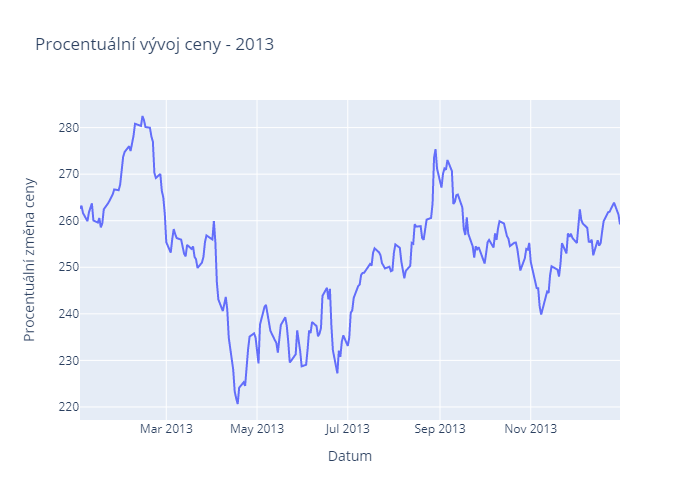 Procentuální vývoj ceny - 2013
Procentuální změna ceny
280
270
260
250
240
230
220
Mar 2013 May 2013 Jul 2013 Sep 2013 Nov 2013
Datum